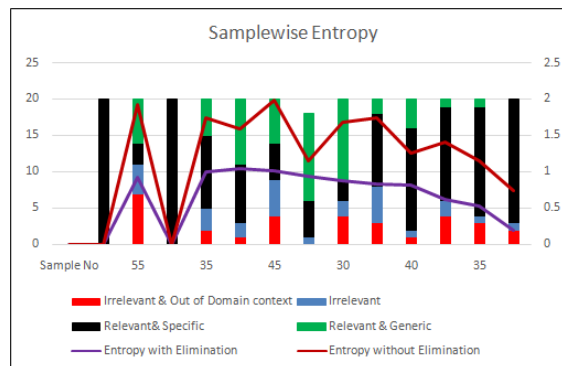 Samplewise Entropy
25 2.5
20 2
15 1.5
10 1
5 0.5
0 0
Sample No 55 35 45 30 40 35
Irrelevant & Out of Domain context Irrelevant
Relevant& Specific Relevant & Generic
Entropy with Elimination Entropy without Elimination